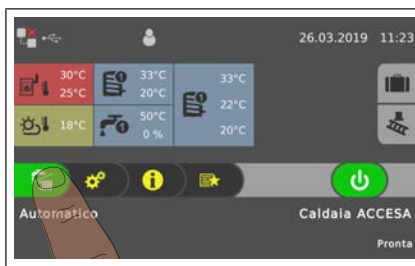 26.03.2019 11:23
30°C
25°C
33°C
20°C
33°C
22°C
20°C
18°C
50°C
0 %
Automatico
Caldaia ACCESA
Pronta